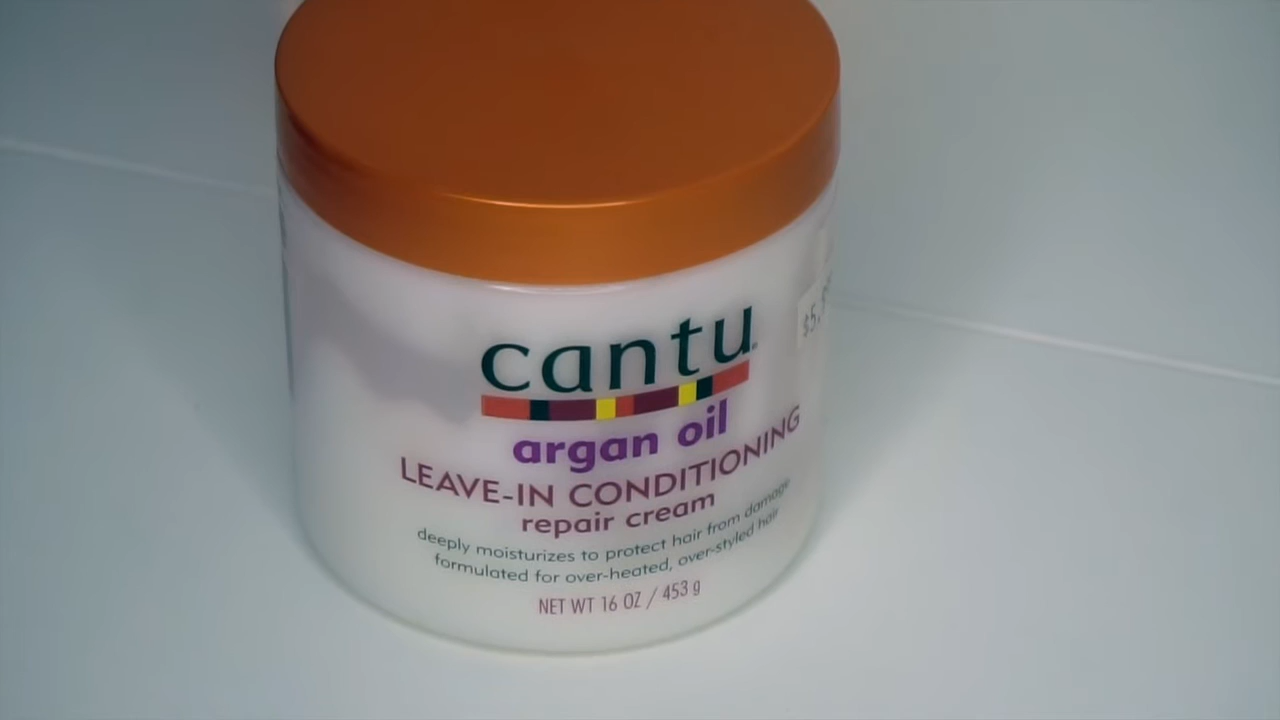 cantu
argan oil
LEAVE-IN CONDITIONING
repair cream
deeply moisturizes to protect hair from damage
formulated for over-heated, over-styled hair
NET WT 16 OZ / 453 g